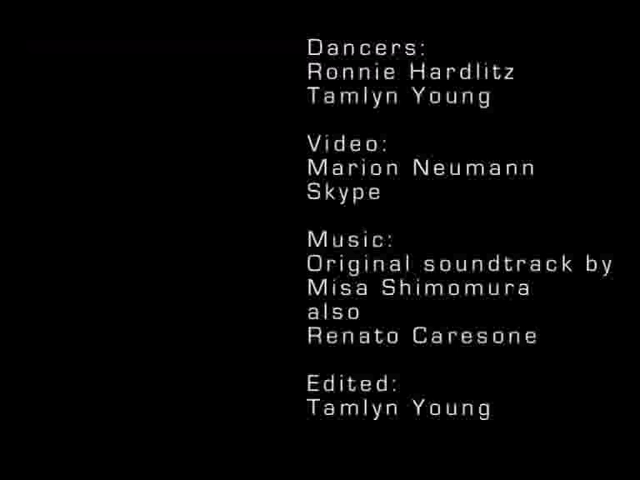 Dancers:
Ronnie Hardlitz
Tamlyn Young
Video:
Marion Neumann
Skype
Music:
Original soundtrack by
Misa Shimomura
also
Renato Caresone
Edited:
Tamlyn Young